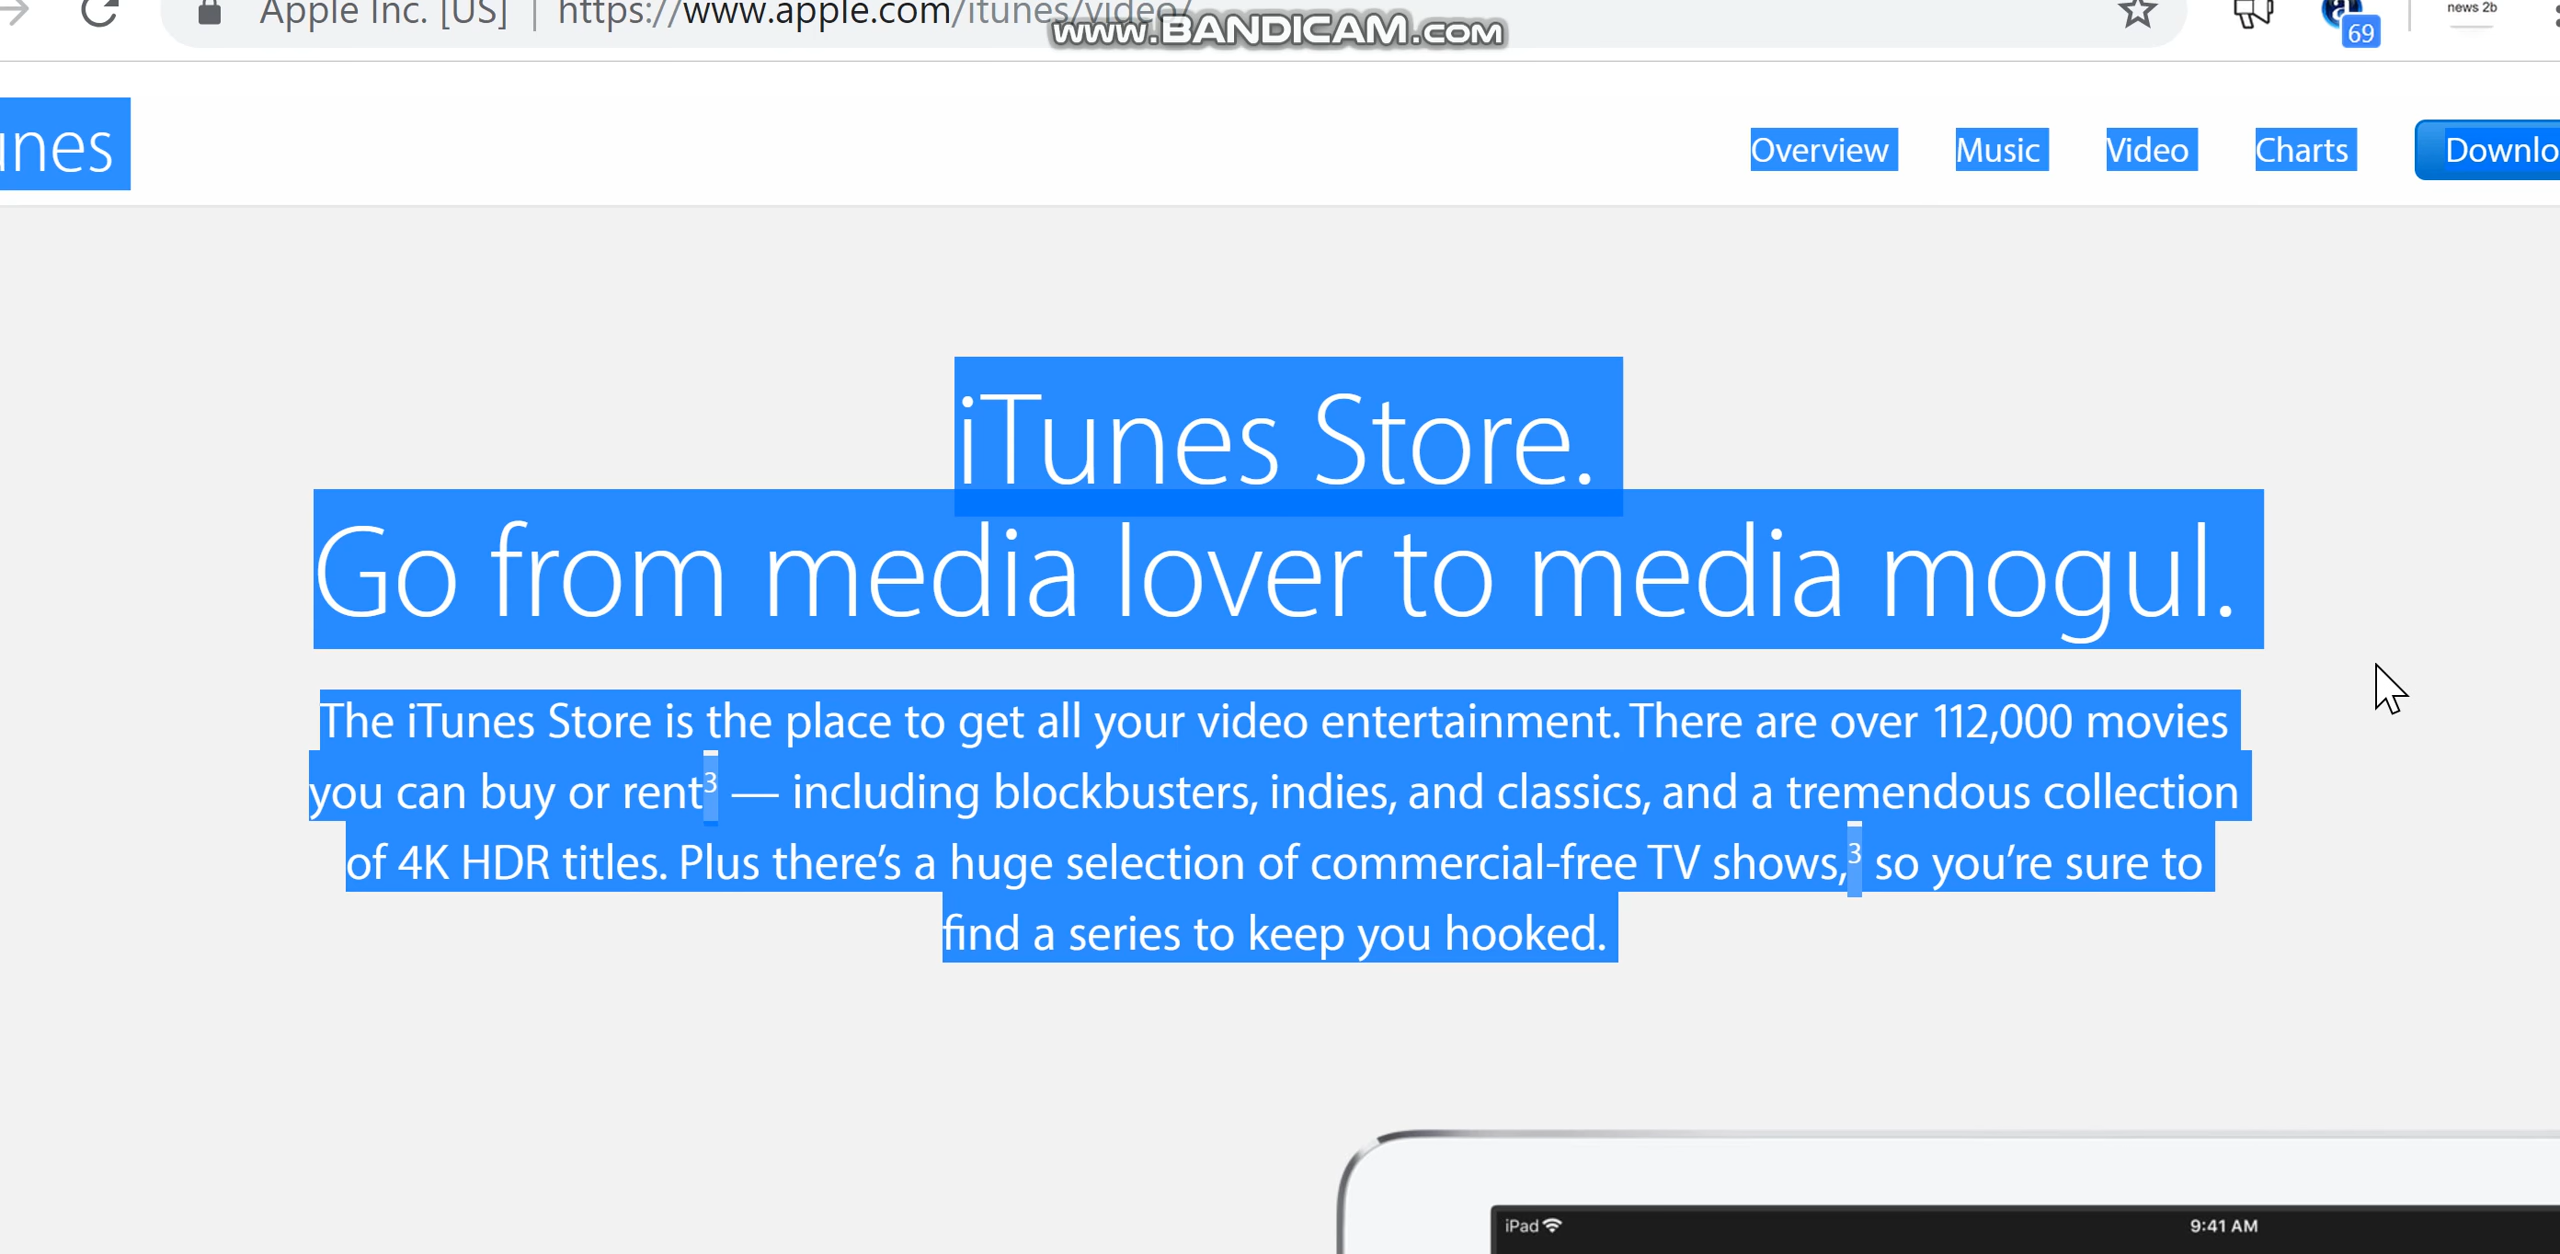 Apple Inc. [US] | https://www.apple.com/itunes/video/
www.BANDICAM.com
news 2b
69
unes
Overview Music Video Charts Downlo
iTunes Store.
Go from media lover to media mogul.
The iTunes Store is the place to get all your video entertainment. There are over 112,000 movies
you can buy or rent³ — including blockbusters, indies, and classics, and a tremendous collection
of 4K HDR titles. Plus there’s a huge selection of commercial-free TV shows,³ so you’re sure to
find a series to keep you hooked.
iPad 9:41 AM